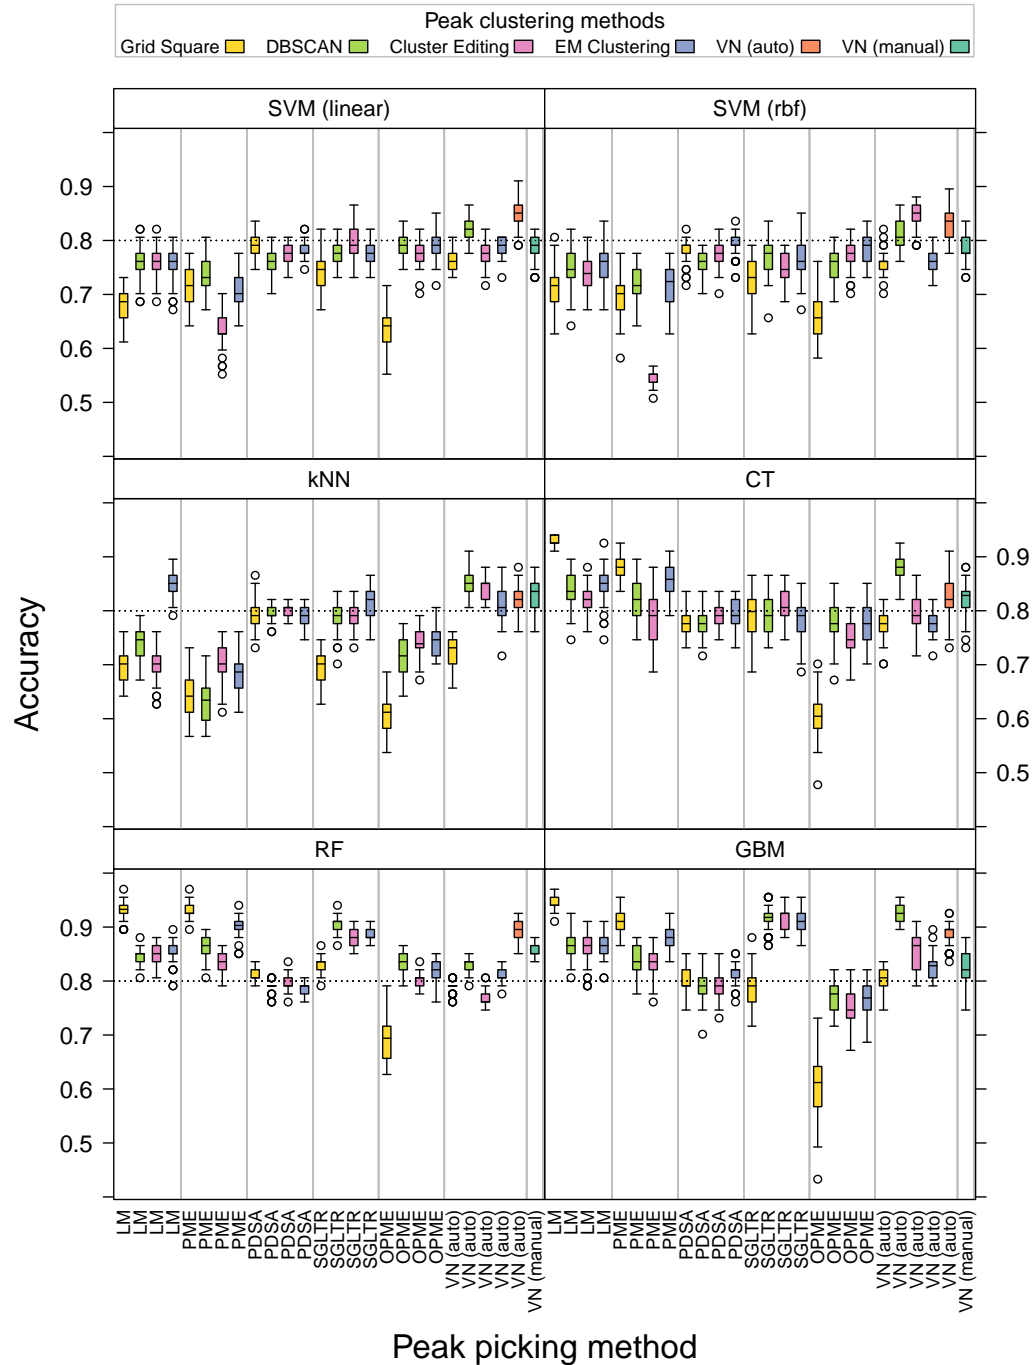 Peak clustering methods
Grid Square DBSCAN Cluster Editing EM Clustering VN (auto) VN (manual)
SVM (linear) SVM (rbf)
0.9
0.8
0.7
0.6
0.5
kNN CT
0.9
0.8
0.7
0.6
0.5
Accuracy
RF GBM
0.9
0.8
0.7
0.6
0.5
LM LM LM LM PME PME PME PME PDSA PDSA PDSA PDSA SGLTR SGLTR SGLTR SGLTR OPME OPME OPME OPME VN (auto) VN (auto) VN (auto) VN (auto) VN (auto) VN (manual)
LM LM LM LM PME PME PME PME PDSA PDSA PDSA PDSA SGLTR SGLTR SGLTR SGLTR OPME OPME OPME OPME VN (auto) VN (auto) VN (auto) VN (auto) VN (auto) VN (manual)
Peak picking method